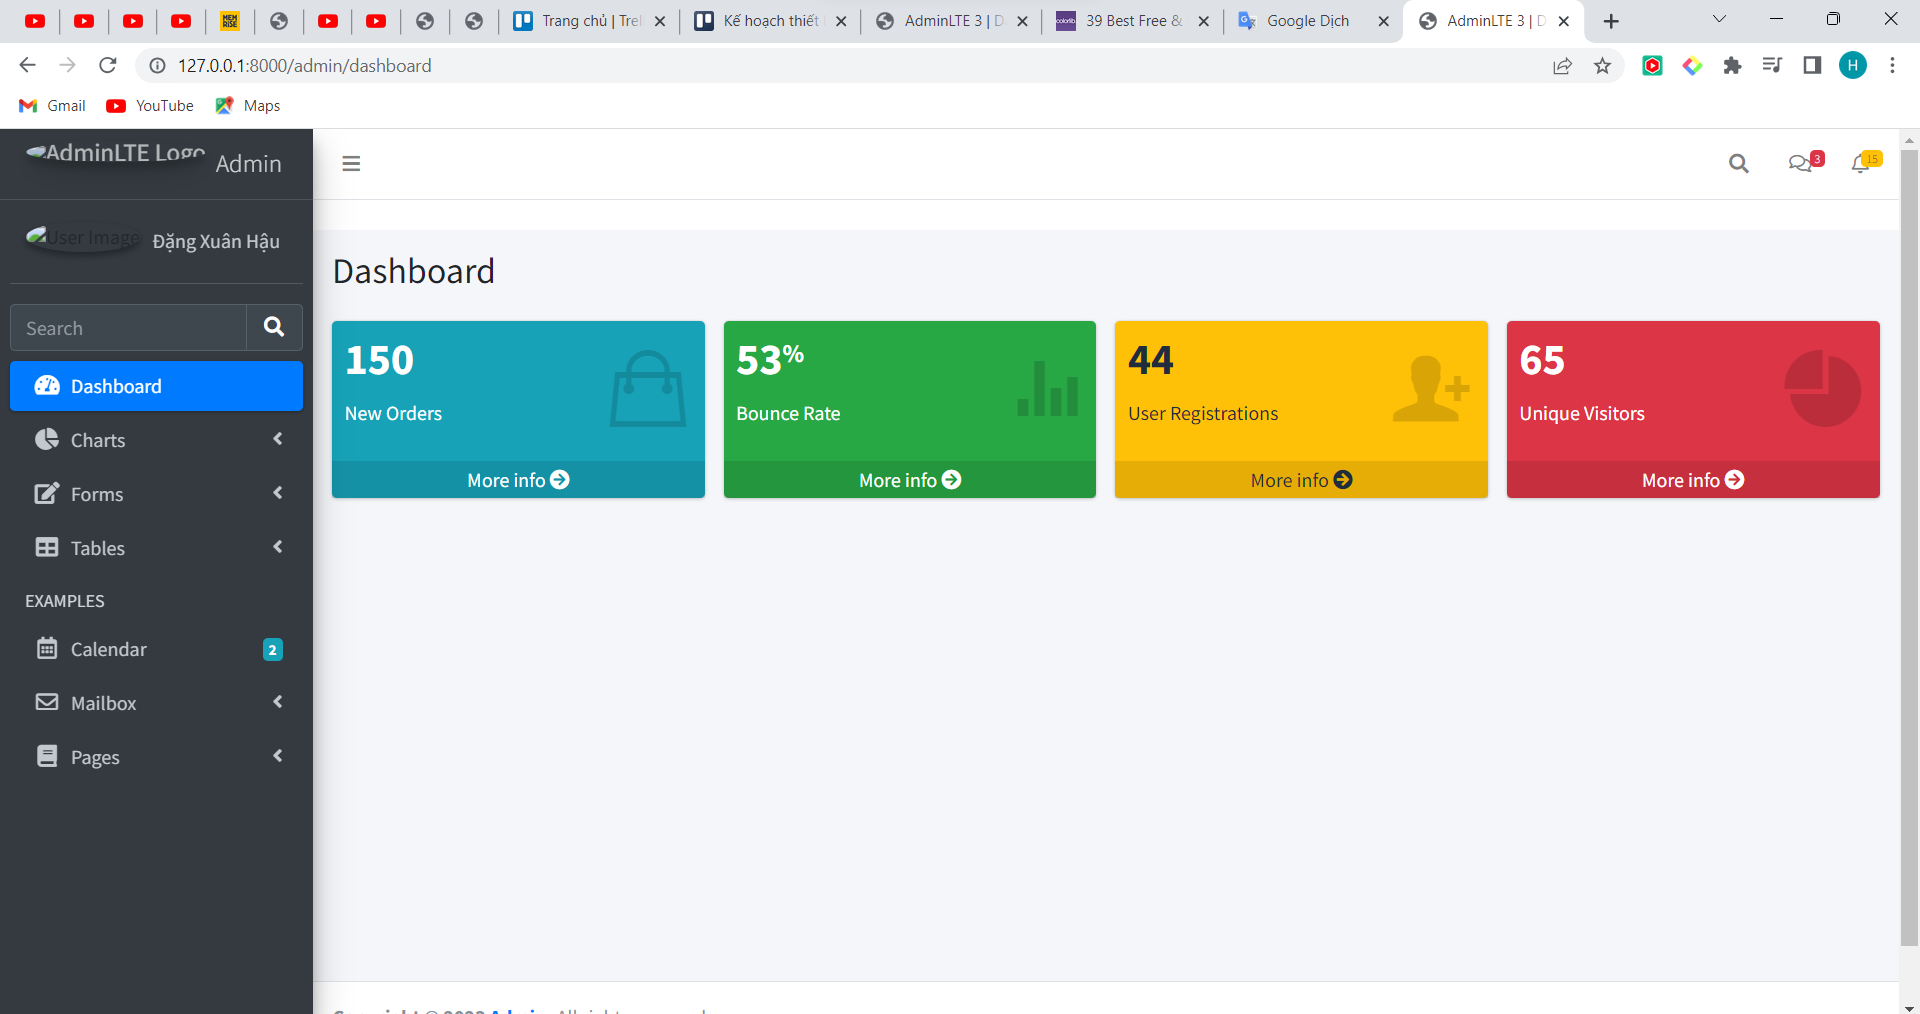 MEM
RISE
Trang chủ | Trel
Kế hoạch thiết
AdminLTE 3 | D
colorlib
39 Best Free &
Google Dịch
AdminLTE 3 | D
127.0.0.1:8000/admin/dashboard
H
Gmail
YouTube
Maps
AdminLTE Logo
Admin
3
15
User Image
Đặng Xuân Hậu
Dashboard
Search
Dashboard
Charts
Forms
Tables
EXAMPLES
Calendar
2
Mailbox
Pages
150
New Orders
More info
53%
Bounce Rate
More info
44
User Registrations
More info
65
Unique Visitors
More info